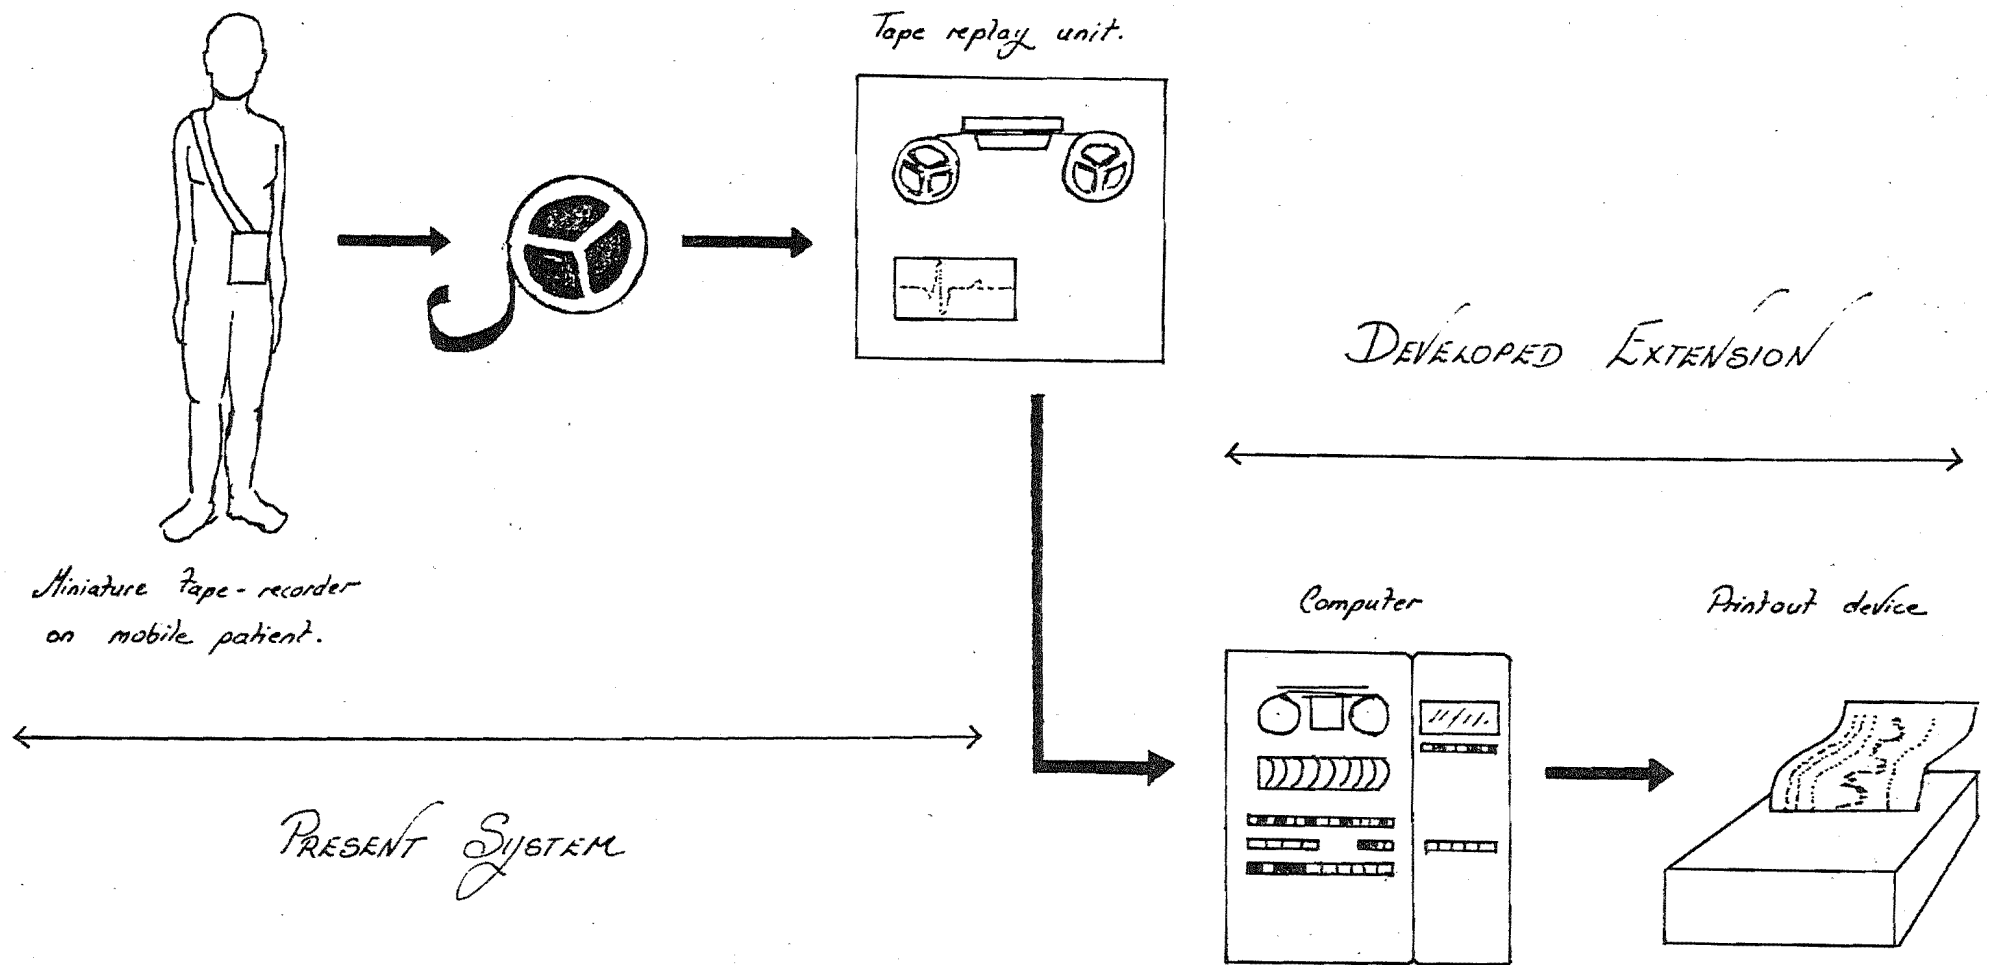 Tape replay unit.
DEVELOPED EXTENSION
Miniature tape-recorder
on mobile patient.
Computer
Printout device
PRESENT SYSTEM